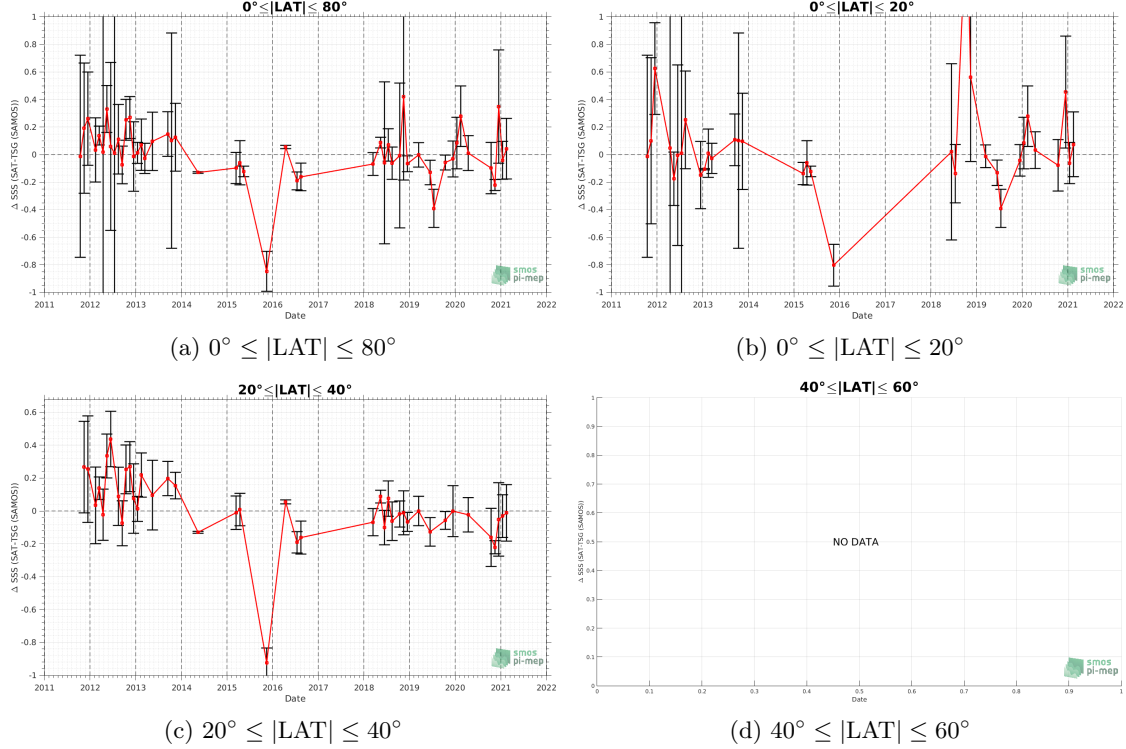 0°≤|LAT|≤ 80°
Δ SSS (SAT-TSG (SAMOS))
1
0.8
0.6
0.4
0.2
0
-0.2
-0.4
-0.6
-0.8
-1
2011 2012 2013 2014 2015 2016 2017 2018 2019 2020 2021 2022
Date
smos
pi-mep
(a) 0° ≤ |LAT| ≤ 80°
0°≤|LAT|≤ 20°
Δ SSS (SAT-TSG (SAMOS))
1
0.8
0.6
0.4
0.2
0
-0.2
-0.4
-0.6
-0.8
-1
2011 2012 2013 2014 2015 2016 2017 2018 2019 2020 2021 2022
Date
smos
pi-mep
(b) 0° ≤ |LAT| ≤ 20°
20°≤|LAT|≤ 40°
Δ SSS (SAT-TSG (SAMOS))
0.6
0.4
0.2
0
-0.2
-0.4
-0.6
-0.8
-1
2011 2012 2013 2014 2015 2016 2017 2018 2019 2020 2021 2022
Date
smos
pi-mep
(c) 20° ≤ |LAT| ≤ 40°
40°≤|LAT|≤ 60°
Δ SSS (SAT-TSG (SAMOS))
1
0.9
0.8
0.7
0.6
0.5
0.4
0.3
0.2
0.1
0
NO DATA
0 0.1 0.2 0.3 0.4 0.5 0.6 0.7 0.8 0.9 1
Date
smos
pi-mep
(d) 40° ≤ |LAT| ≤ 60°